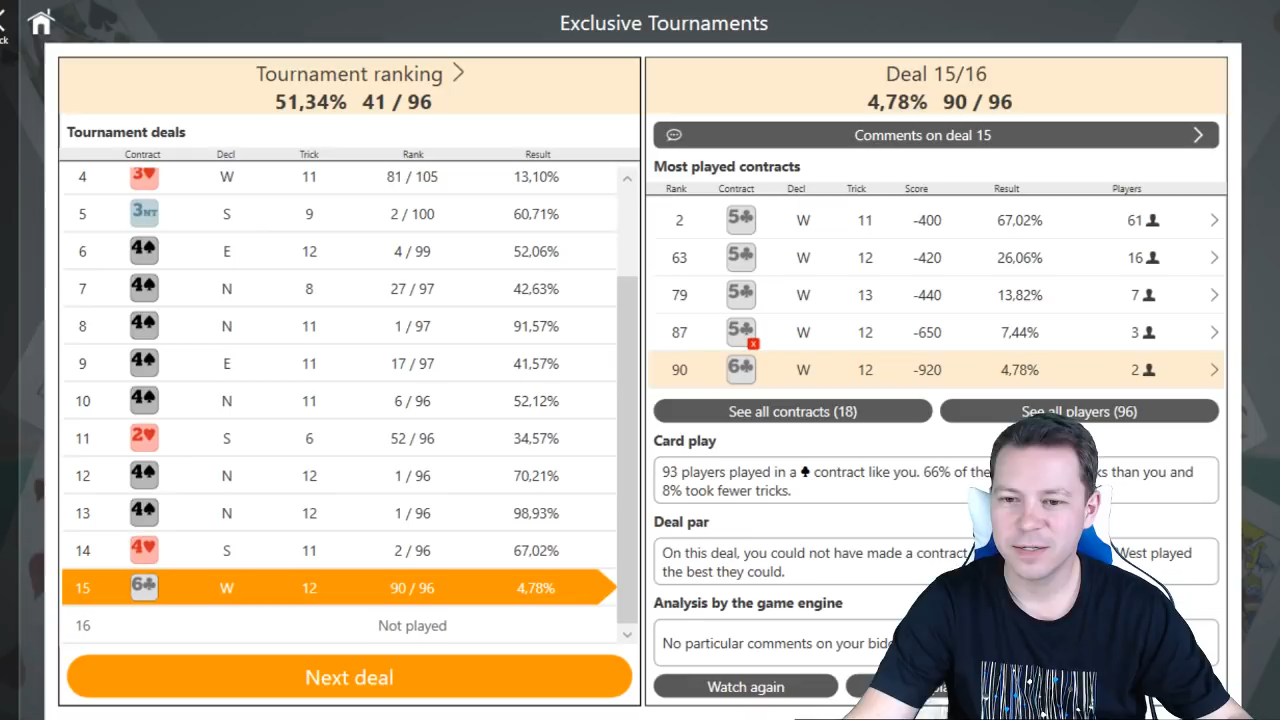 ck
Exclusive Tournaments
Tournament ranking
51,34% 41 / 96
Tournament deals
Contract Decl Trick Rank Result
4 3♥ W 11 81 / 105 13,10%
5 3NT S 9 2 / 100 60,71%
6 4♠ E 12 4 / 99 52,06%
7 4♠ N 8 27 / 97 42,63%
8 4♠ N 11 1 / 97 91,57%
9 4♠ E 11 17 / 97 41,57%
10 4♠ N 11 6 / 96 52,12%
11 2♥ S 6 52 / 96 34,57%
12 4♠ N 12 1 / 96 70,21%
13 4♠ N 12 1 / 96 98,93%
14 4♥ S 11 2 / 96 67,02%
15 6♣ W 12 90 / 96 4,78%
16 Not played
Next deal
Deal 15/16
4,78% 90 / 96
Comments on deal 15
Most played contracts
Rank Contract Decl Trick Score Result Players
2 5♣ W 11 -400 67,02% 61
63 5♣ W 12 -420 26,06% 16
79 5♣ W 13 -440 13,82% 7
87 5♣ x W 12 -650 7,44% 3
90 6♣ W 12 -920 4,78% 2
See all contracts (18) See all players (96)
Card play
93 players played in a ♣ contract like you. 66% of the than you and
8% took fewer tricks.
Deal par
On this deal, you could not have made a contract West played
the best they could.
Analysis by the game engine
No particular comments on your
Watch again